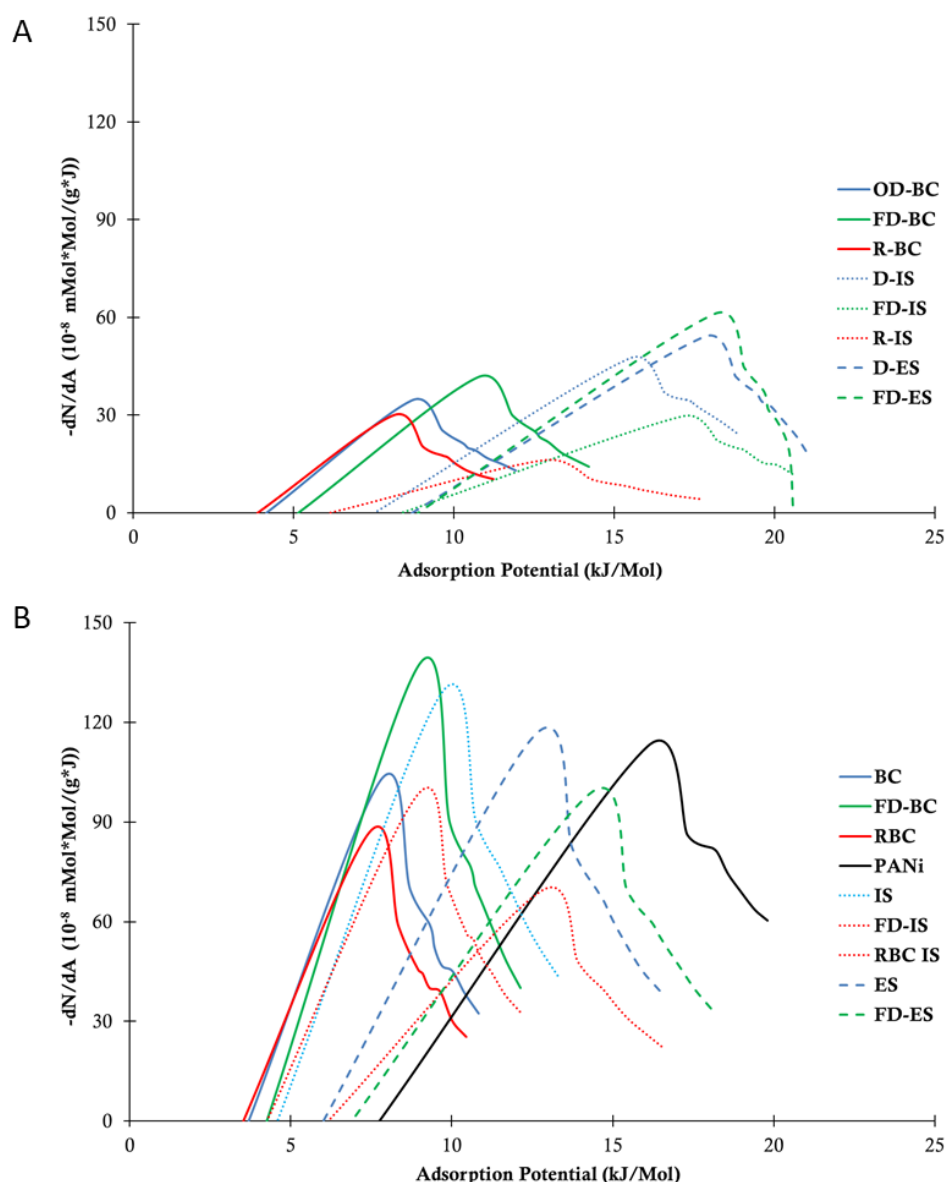 A
150
120
90
60
30
0
-dN/dA (10⁻⁸ mMol*Mol/(g*J))
0 5 10 15 20 25
Adsorption Potential (kJ/Mol)
OD-BC
FD-BC
R-BC
D-IS
FD-IS
R-IS
D-ES
FD-ES
B
150
120
90
60
30
0
-dN/dA (10⁻⁸ mMol*Mol/(g*J))
0 5 10 15 20 25
Adsorption Potential (kJ/Mol)
BC
FD-BC
RBC
PANi
IS
FD-IS
RBC IS
ES
FD-ES